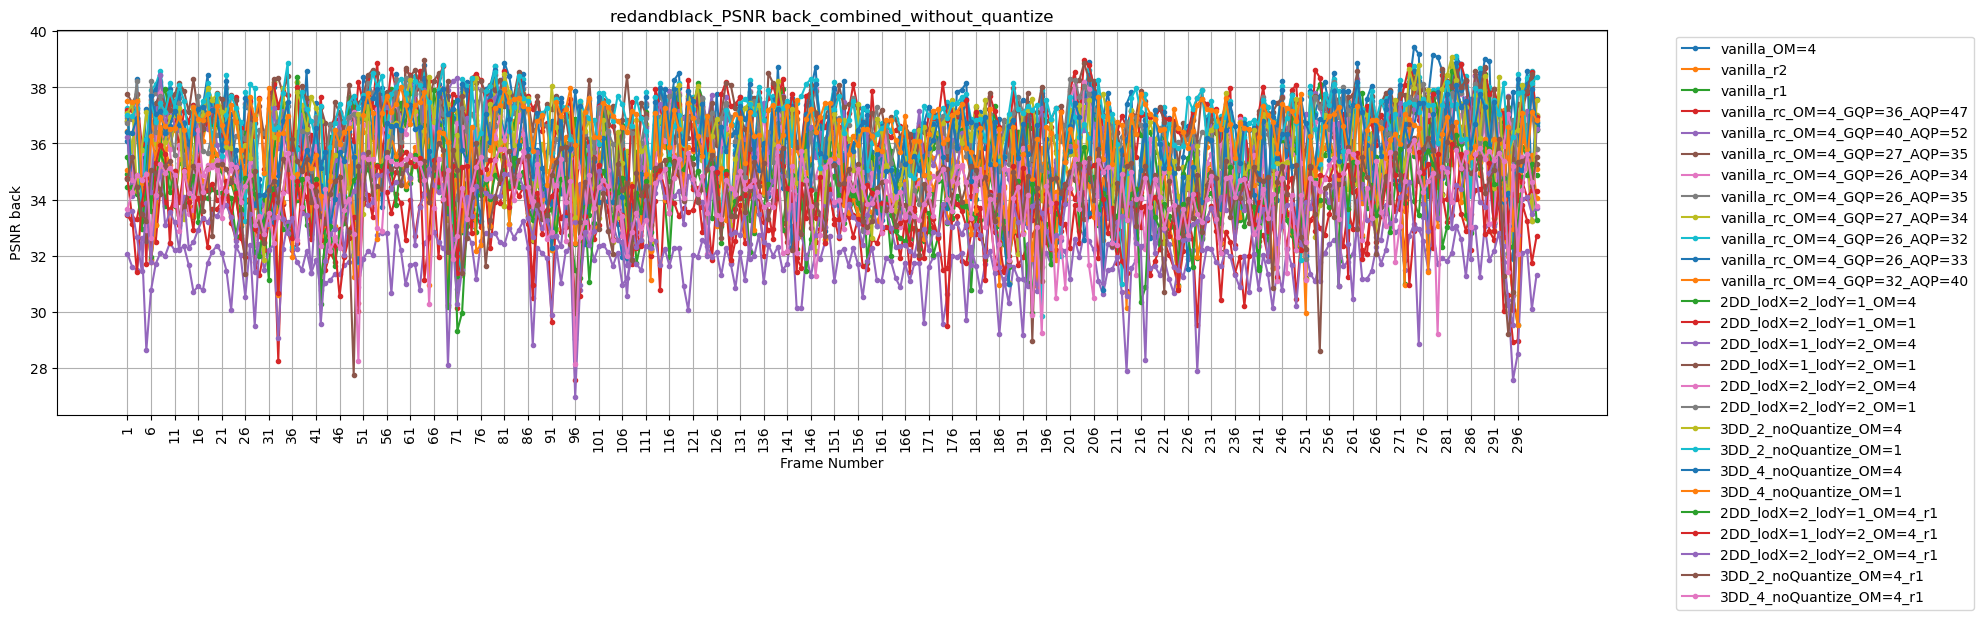 redandblack_PSNR back_combined_without_quantize
PSNR back
40
38
36
34
32
30
28
1 6 11 16 21 26 31 36 41 46 51 56 61 66 71 76 81 86 91 96 101 106 111 116 121 126 131 136 141 146 151 156 161 166 171 176 181 186 191 196 201 206 211 216 221 226 231 236 241 246 251 256 261 266 271 276 281 286 291 296
Frame Number
vanilla_OM=4
vanilla_r2
vanilla_r1
vanilla_rc_OM=4_GQP=36_AQP=47
vanilla_rc_OM=4_GQP=40_AQP=52
vanilla_rc_OM=4_GQP=27_AQP=35
vanilla_rc_OM=4_GQP=26_AQP=34
vanilla_rc_OM=4_GQP=26_AQP=35
vanilla_rc_OM=4_GQP=27_AQP=34
vanilla_rc_OM=4_GQP=26_AQP=32
vanilla_rc_OM=4_GQP=26_AQP=33
vanilla_rc_OM=4_GQP=32_AQP=40
2DD_lodX=2_lodY=1_OM=4
2DD_lodX=2_lodY=1_OM=1
2DD_lodX=1_lodY=2_OM=4
2DD_lodX=1_lodY=2_OM=1
2DD_lodX=2_lodY=2_OM=4
2DD_lodX=2_lodY=2_OM=1
3DD_2_noQuantize_OM=4
3DD_2_noQuantize_OM=1
3DD_4_noQuantize_OM=4
3DD_4_noQuantize_OM=1
2DD_lodX=2_lodY=1_OM=4_r1
2DD_lodX=1_lodY=2_OM=4_r1
2DD_lodX=2_lodY=2_OM=4_r1
3DD_2_noQuantize_OM=4_r1
3DD_4_noQuantize_OM=4_r1